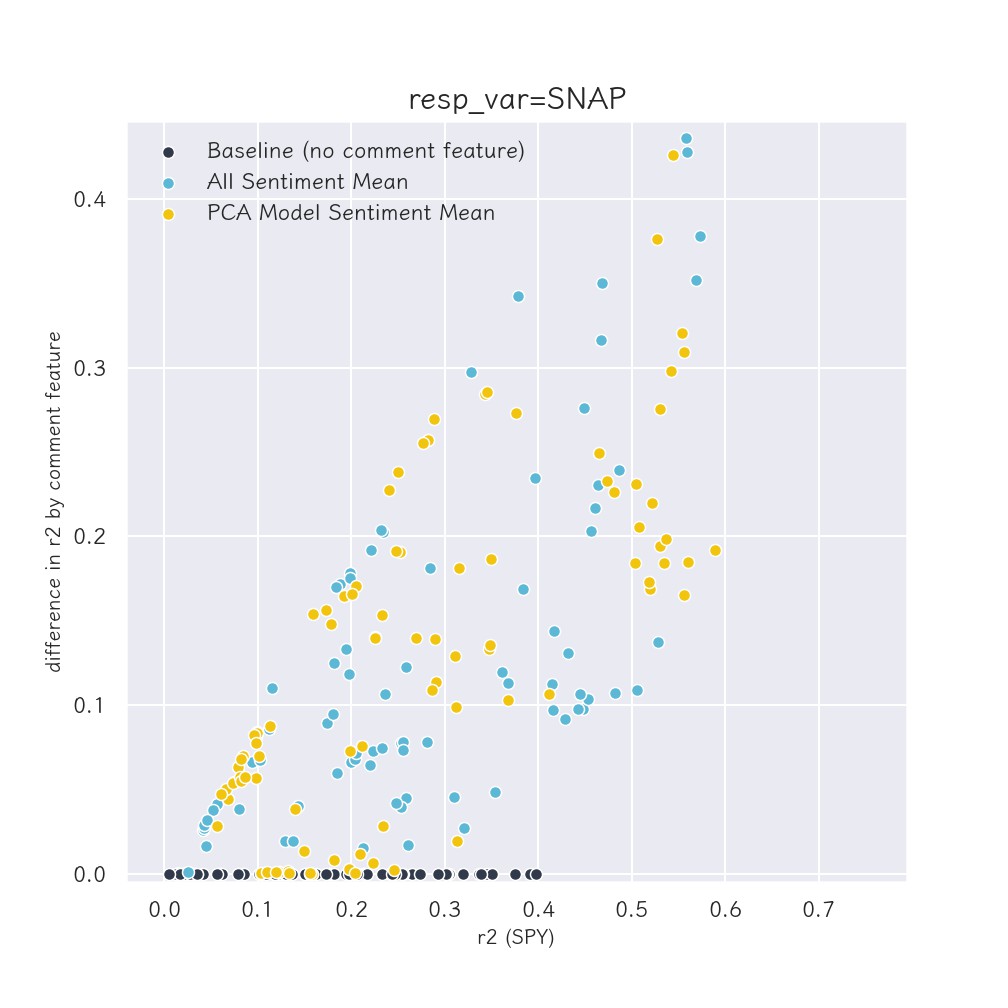 resp_var=SNAP
Baseline (no comment feature)
All Sentiment Mean
PCA Model Sentiment Mean
difference in r2 by comment feature
0.4
0.3
0.2
0.1
0.0
0.0 0.1 0.2 0.3 0.4 0.5 0.6 0.7
r2 (SPY)